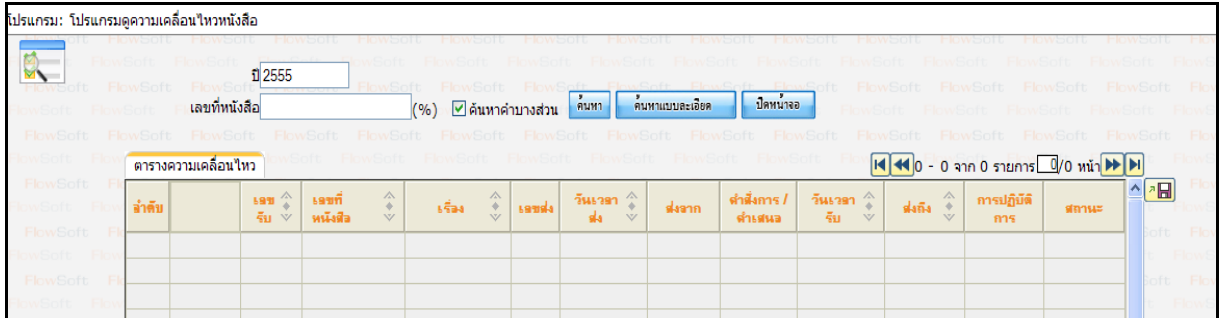 โปรแกรม: โปรแกรมดูความเคลื่อนไหวหนังสือ
ปี 2555
เลขที่หนังสือ (%) ค้นหาคำบางส่วน ค้นหา ค้นหาแบบละเอียด ปิดหน้าจอ
ตารางความเคลื่อนไหว 0 - 0 จาก 0 รายการ 0/0 หน้า
ลำดับ เลขรับ เลขที่หนังสือ เรื่อง เลขส่ง วันเวลาส่ง ส่งจาก คำสั่งการ / คำเสนอ วันเวลารับ ส่งถึง การปฏิบัติการ สถานะ
FlowSoft